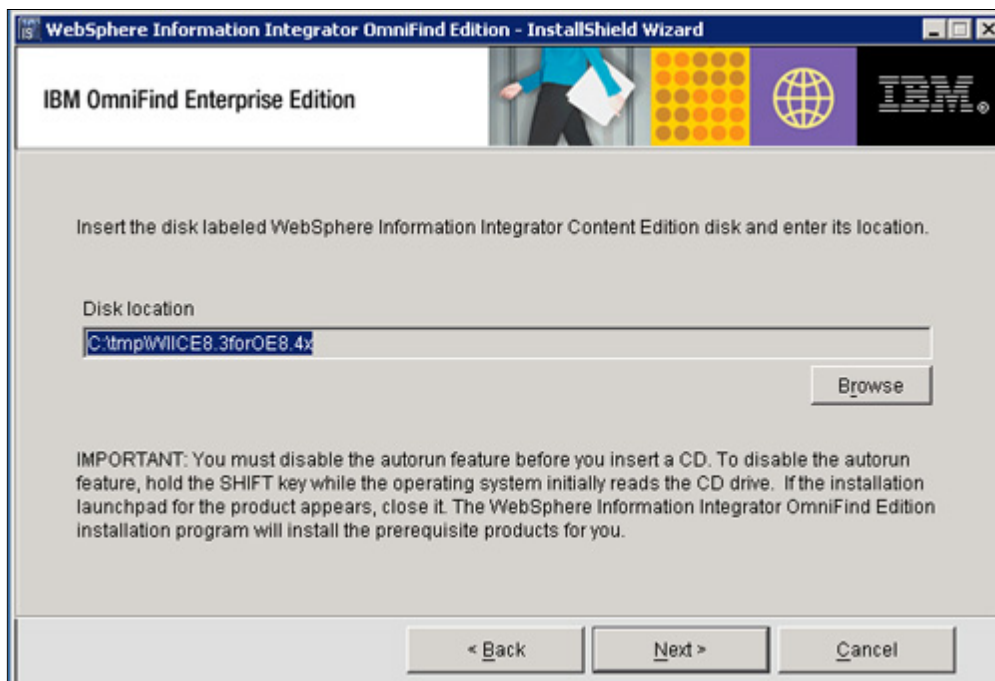 WebSphere Information Integrator OmniFind Edition - InstallShield Wizard
IBM OmniFind Enterprise Edition
IBM®
Insert the disk labeled WebSphere Information Integrator Content Edition disk and enter its location.
Disk location
C:\tmp\WIICE8.3forOE8.4x
Browse
IMPORTANT: You must disable the autorun feature before you insert a CD. To disable the autorun
feature, hold the SHIFT key while the operating system initially reads the CD drive. If the installation
launchpad for the product appears, close it. The WebSphere Information Integrator OmniFind Edition
installation program will install the prerequisite products for you.
< Back
Next >
Cancel